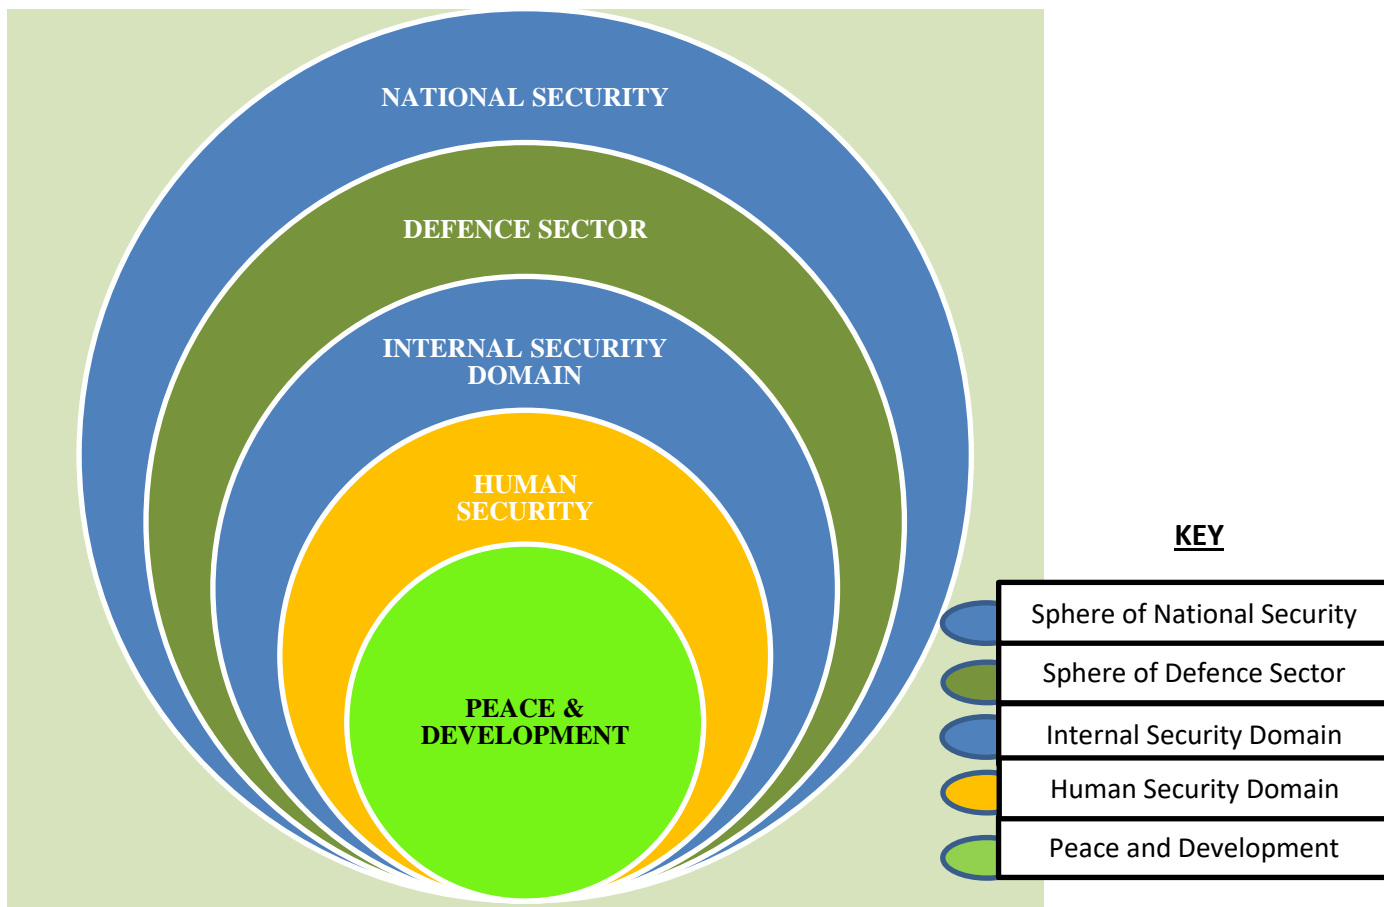 NATIONAL SECURITY
DEFENCE SECTOR
INTERNAL SECURITY
DOMAIN
HUMAN
SECURITY
PEACE &
DEVELOPMENT
KEY
Sphere of National Security
Sphere of Defence Sector
Internal Security Domain
Human Security Domain
Peace and Development